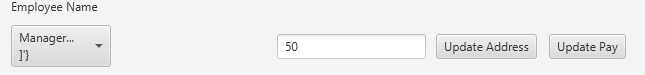 Employee Name
Manager...
]'}
50
Update Address
Update Pay